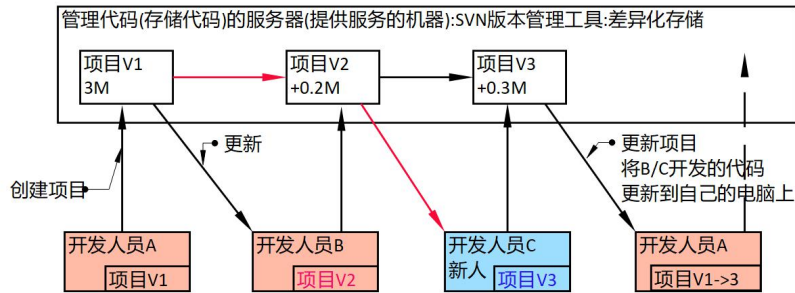 管理代码(存储代码)的服务器(提供服务的机器):SVN版本管理工具:差异化存储
项目V1
3M
项目V2
+0.2M
项目V3
+0.3M
创建项目
更新
更新项目
将B/C开发的代码
更新到自己的电脑上
开发人员A
项目V1
开发人员B
项目V2
开发人员C
新人
项目V3
开发人员A
项目V1->3